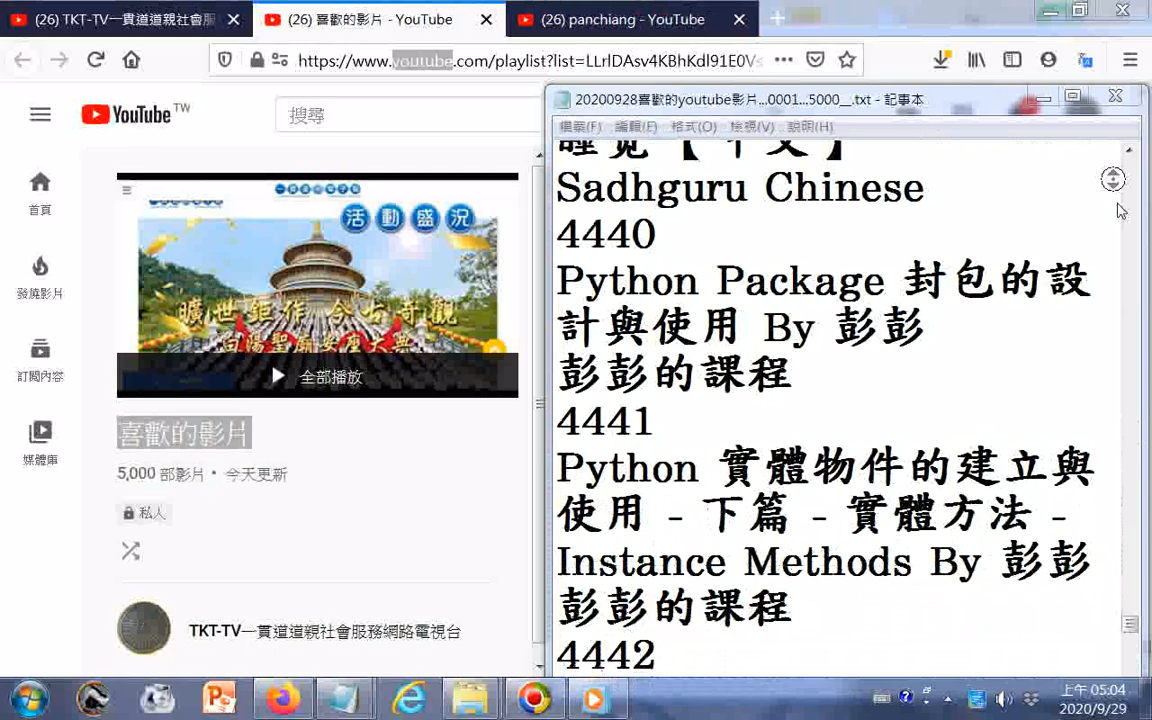 (26) TKT-TV一貫道道親社會服
(26) 喜歡的影片 - YouTube
(26) panchiang - YouTube
https://www.youtube.com/playlist?list=LLrlDAsv4KBhKdl91E0Vs
YouTube TW
搜尋
首頁
發燒影片
訂閱內容
媒體庫
活動盛況
曠世鉅作 今古奇觀
全部播放
喜歡的影片
5,000 部影片・今天更新
私人
TKT-TV一貫道道親社會服務網路電視台
20200928喜歡的youtube影片...0001...5000__.txt - 記事本
檔案(F) 編輯(E) 格式(O) 檢視(V) 說明(H)
睡覺【中文】
Sadhguru Chinese
4440
Python Package 封包的設
計與使用 By 彭彭
彭彭的課程
4441
Python 實體物件的建立與
使用 - 下篇 - 實體方法 -
Instance Methods By 彭彭
彭彭的課程
4442
上午 05:04
2020/9/29